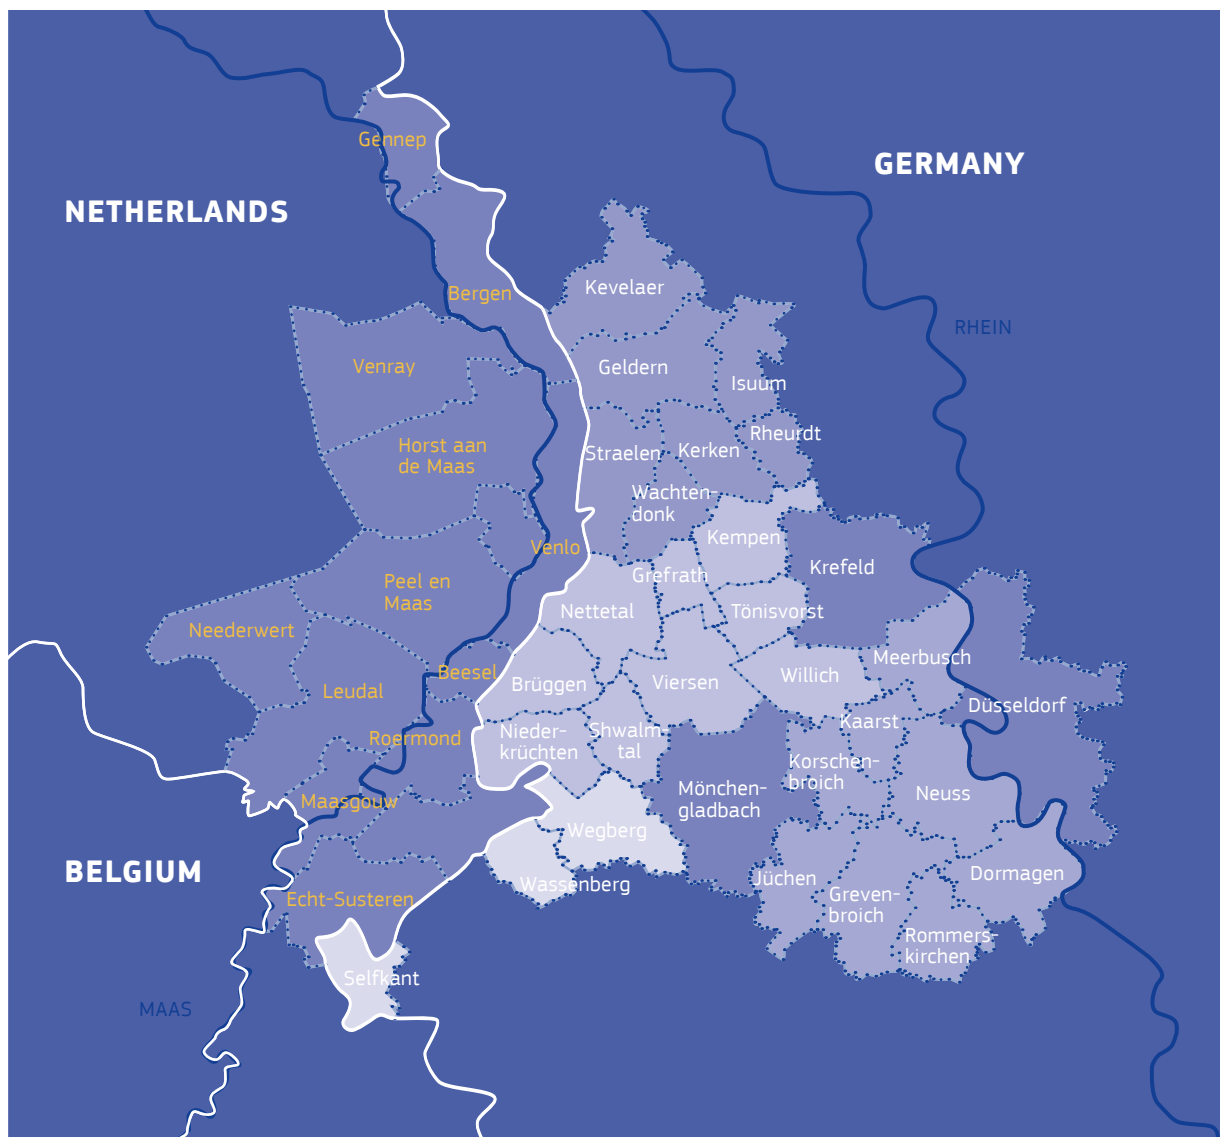 Gennep
GERMANY
NETHERLANDS
Kevelaer
Bergen
RHEIN
Venray
Geldern
Isuum
Horst aan
de Maas
Rheurdt
Straelen
Kerken
Wachten-
donk
Kempen
Venlo
Krefeld
Grefrath
Peel en
Maas
Nettetal
Tönisvorst
Neederwert
Meerbusch
Beesel
Willich
Brüggen
Viersen
Leudal
Düsseldorf
Kaarst
Roermond
Nieder-
krüchten
Shwalm-
tal
Korschen-
broich
Mönchen-
gladbach
Neuss
Maasgouw
Wegberg
BELGIUM
Dormagen
Jüchen
Wassenberg
Echt-Susteren
Greven-
broich
Rommers-
kirchen
Selfkant
MAAS